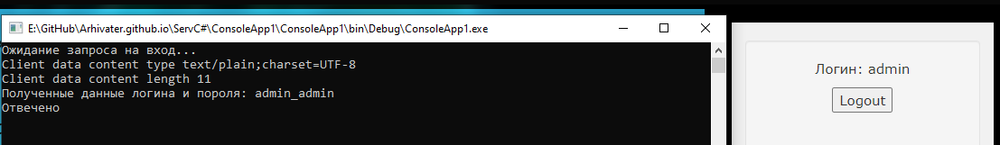 E:\GitHub\Arhivater.github.io\ServC#\ConsoleApp1\ConsoleApp1\bin\Debug\ConsoleApp1.exe
Ожидание запроса на вход...
Client data content type text/plain;charset=UTF-8
Client data content length 11
Полученные данные логина и пороля: admin_admin
Отвечено
Логин: admin
Logout